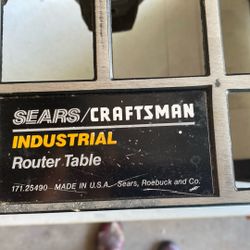 SEARS/CRAFTSMAN
INDUSTRIAL
Router Table
171.25490 MADE IN U.S.A. Sears, Roebuck and Co.